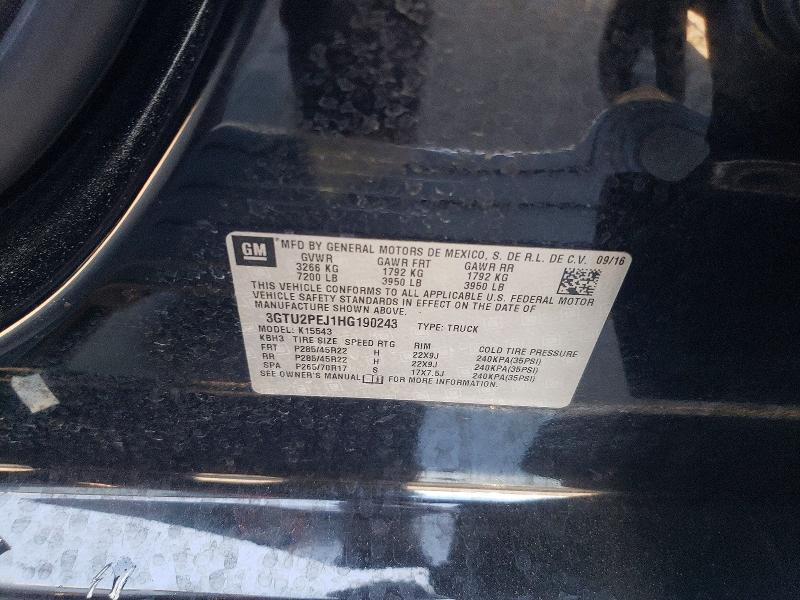 GM ® MFD BY GENERAL MOTORS DE MEXICO, S. DE R.L. DE C.V. 09/16
GVWR GAWR FRT GAWR RR
3266 KG 1792 KG 1792 KG
7200 LB 3950 LB 3950 LB
THIS VEHICLE CONFORMS TO ALL APPLICABLE U.S. FEDERAL MOTOR
VEHICLE SAFETY STANDARDS IN EFFECT ON THE DATE OF
MANUFACTURE SHOWN ABOVE.
3GTU2PEJ1HG190243 TYPE: TRUCK
MODEL: K15543
KBH3 TIRE SIZE SPEED RTG RIM COLD TIRE PRESSURE
FRT P285/45R22 H 22X9J 240KPA(35PSI)
RR P285/45R22 H 22X9J 240KPA(35PSI)
SPA P265/70R17 S 17X7.5J 240KPA(35PSI)
SEE OWNER'S MANUAL FOR MORE INFORMATION.